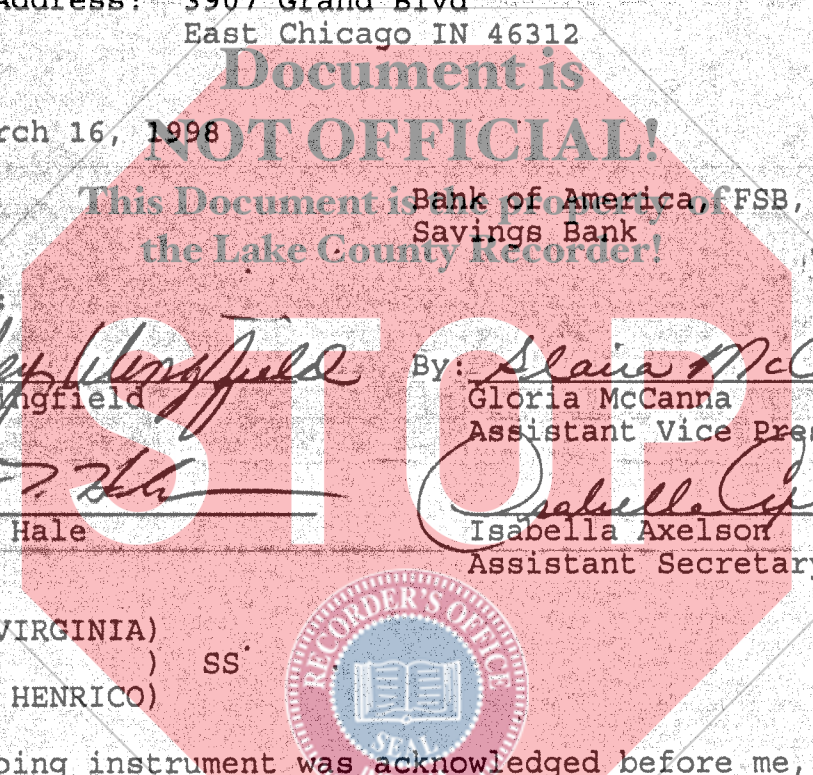 Address: 3907 Grand Blvd
East Chicago IN 46312
Document is
rch 16, 1998
NOT OFFICIAL!
This Document is the property of
the Lake County Recorder!
Bank of America, FSB,
Savings Bank
STOP
By:
ngfield
Gloria McCanna
Assistant Vice Pres
Hale
Isabella Axelson
Assistant Secretary
VIRGINIA)
) SS
HENRICO)
RECORDER'S OFFICE
SEAL
oing instrument was acknowledged before me,